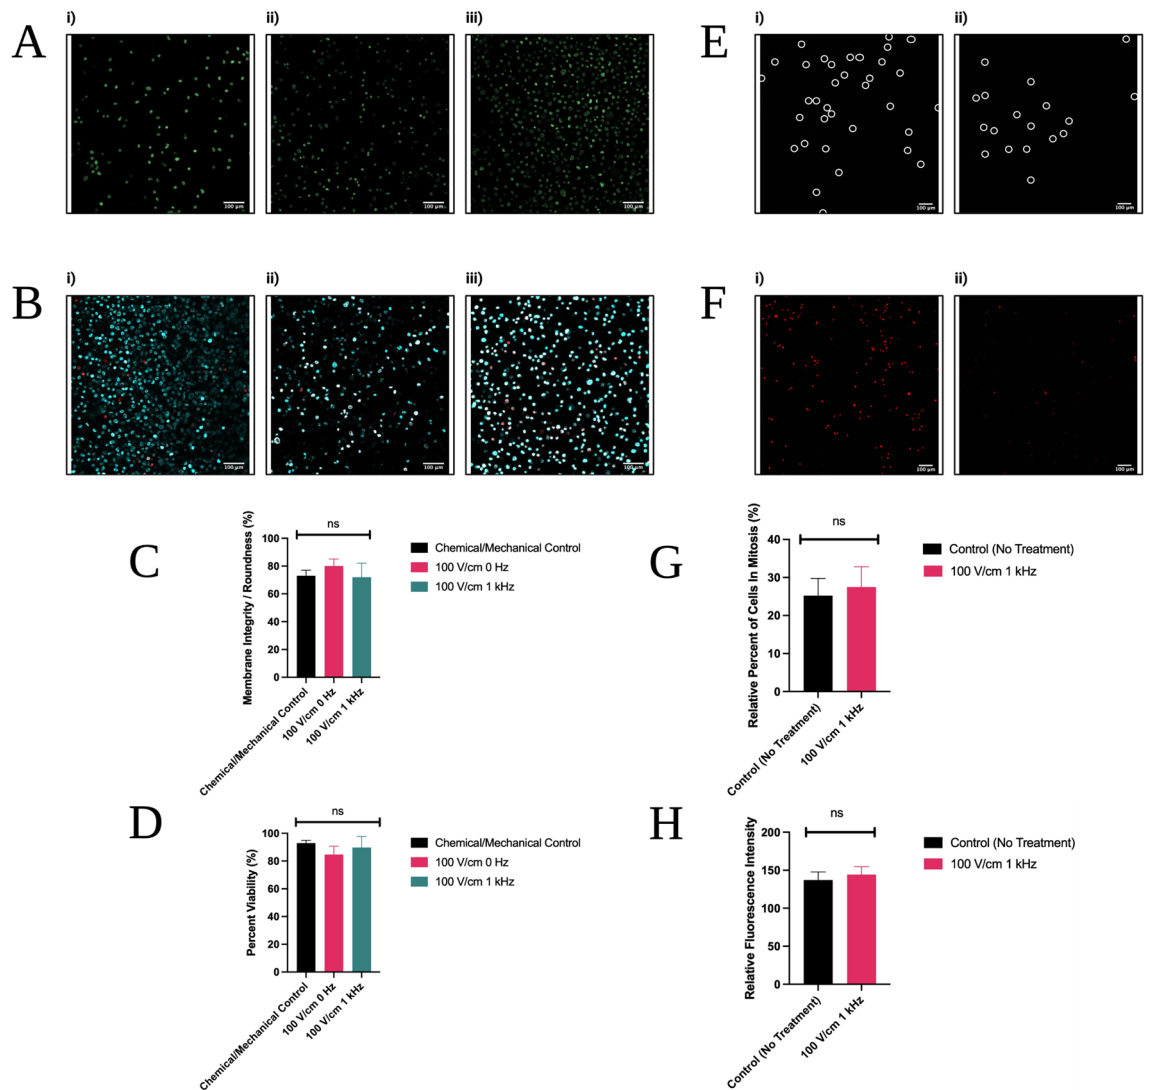 A
i)
ii)
iii)
100 μm
100 μm
100 μm
E
i)
ii)
100 μm
100 μm
B
i)
ii)
iii)
100 μm
100 μm
100 μm
F
i)
ii)
100 μm
100 μm
C
Membrane Integrity / Roundness (%)
ns
100
80
60
40
20
0
Chemical/Mechanical Control
100 V/cm 0 Hz
100 V/cm 1 kHz
Chemical/Mechanical Control
100 V/cm 0 Hz
100 V/cm 1 kHz
G
Relative Percent of Cells In Mitosis (%)
ns
40
30
20
10
0
Control (No Treatment)
100 V/cm 1 kHz
Control (No Treatment)
100 V/cm 1 kHz
D
Percent Viability (%)
ns
100
80
60
40
20
0
Chemical/Mechanical Control
100 V/cm 0 Hz
100 V/cm 1 kHz
Chemical/Mechanical Control
100 V/cm 0 Hz
100 V/cm 1 kHz
H
Relative Fluorescence Intensity
ns
200
150
100
50
0
Control (No Treatment)
100 V/cm 1 kHz
Control (No Treatment)
100 V/cm 1 kHz